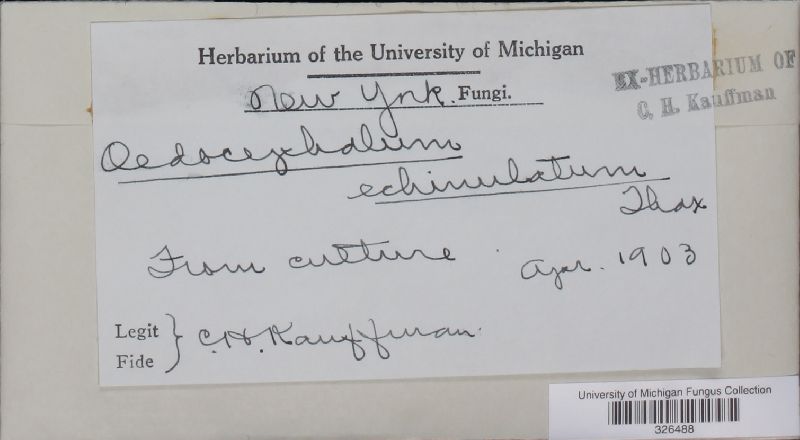 Herbarium of the University of Michigan
New York. Fungi.
EX-HERBARIUM OF
C. H. Kauffman
Oedocephalum
echinulatum
Thax
From culture
Apr. 1903
Legit
Fide
C.H. Kauffman.
University of Michigan Fungus Collection
326488